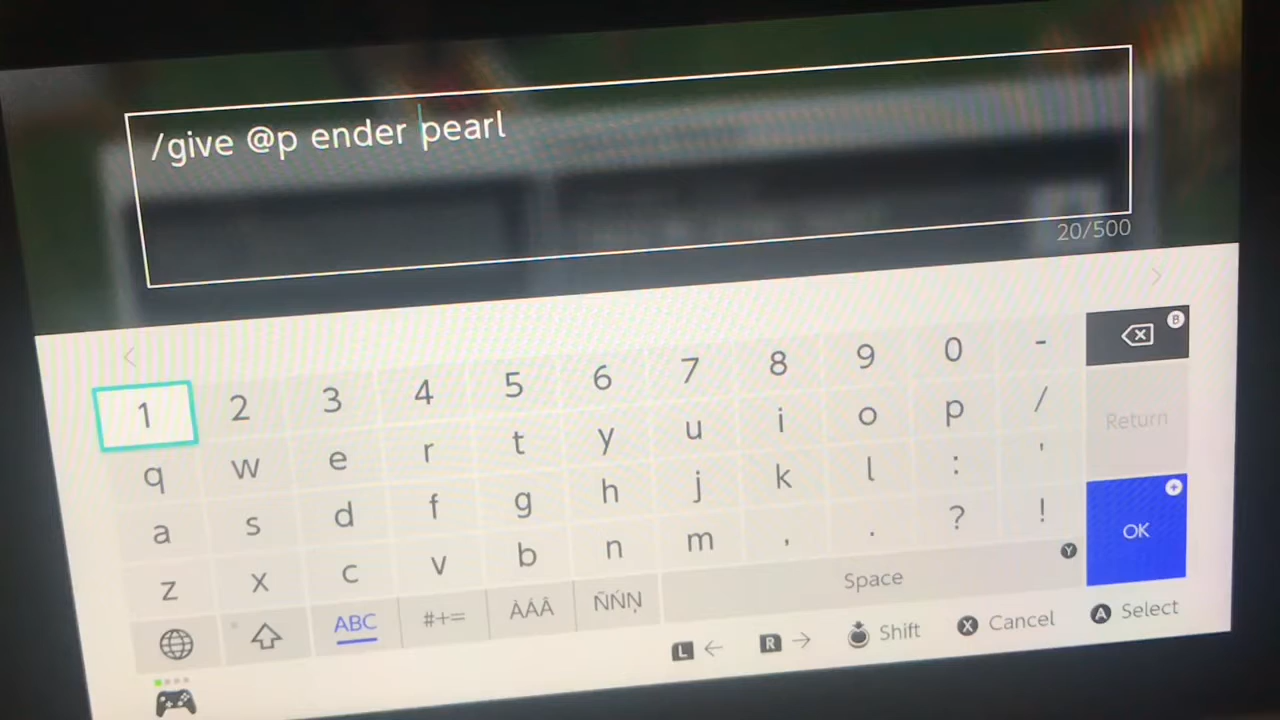 /give @p ender pearl
20/500
1 2 3 4 5 6 7 8 9 0 -
q w e r t y u i o p /
a s d f g h j k l : '
z x c v b n m , . ? !
B
Return
+
OK
ABC #+= ÀÁÂ ÑŃŅ Space Y
L ← R → Shift X Cancel A Select